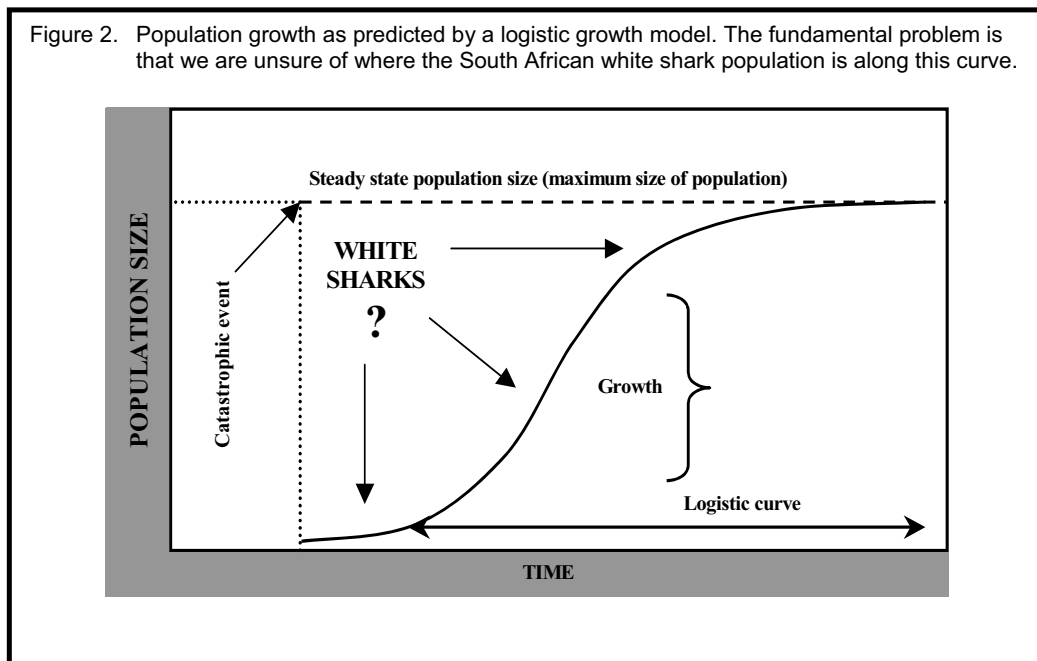 Figure 2. Population growth as predicted by a logistic growth model. The fundamental problem is
that we are unsure of where the South African white shark population is along this curve.
Steady state population size (maximum size of population)
POPULATION SIZE
Catastrophic event
WHITE
SHARKS
?
Growth
Logistic curve
TIME